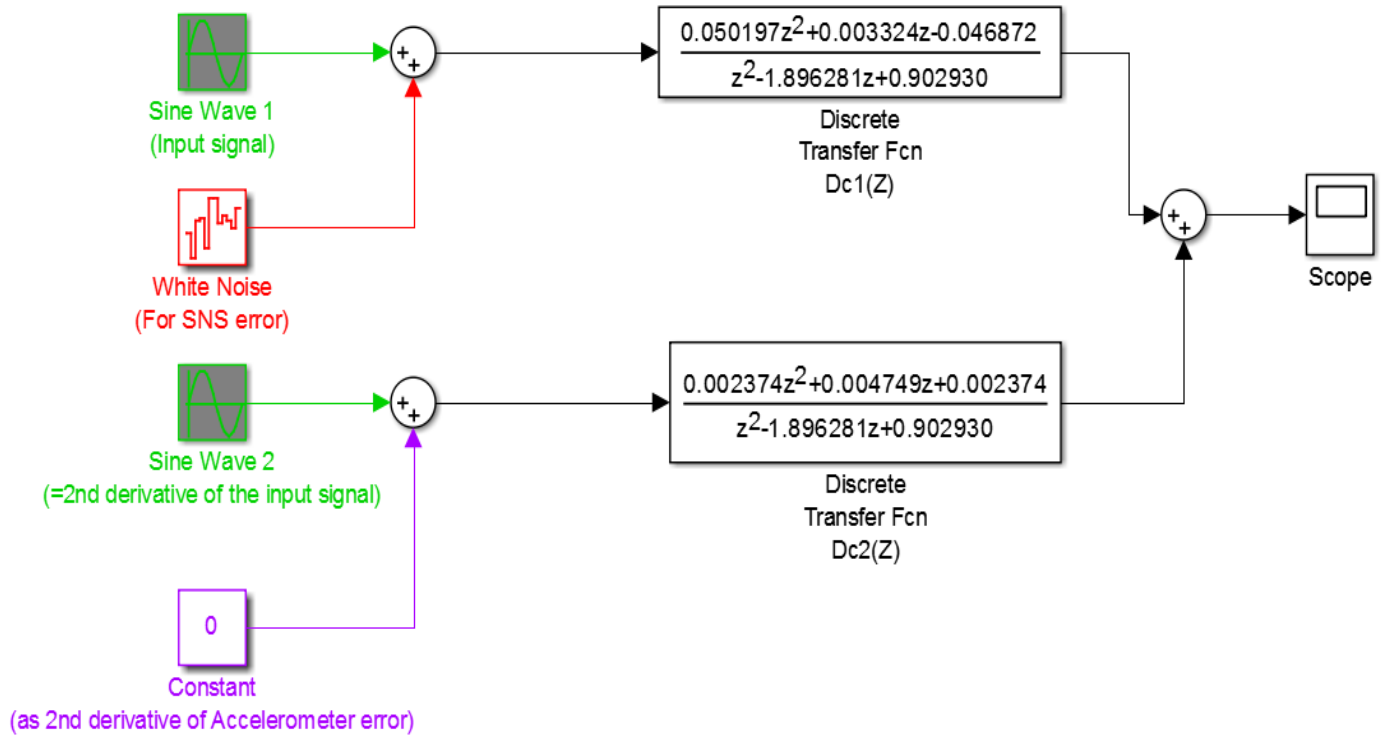 Sine Wave 1
(Input signal)
+
+
0.050197z2+0.003324z-0.046872
z2-1.896281z+0.902930
Discrete
Transfer Fcn
Dc1(Z)
White Noise
(For SNS error)
+
+
Scope
Sine Wave 2
(=2nd derivative of the input signal)
+
+
0.002374z2+0.004749z+0.002374
z2-1.896281z+0.902930
Discrete
Transfer Fcn
Dc2(Z)
0
Constant
(as 2nd derivative of Accelerometer error)